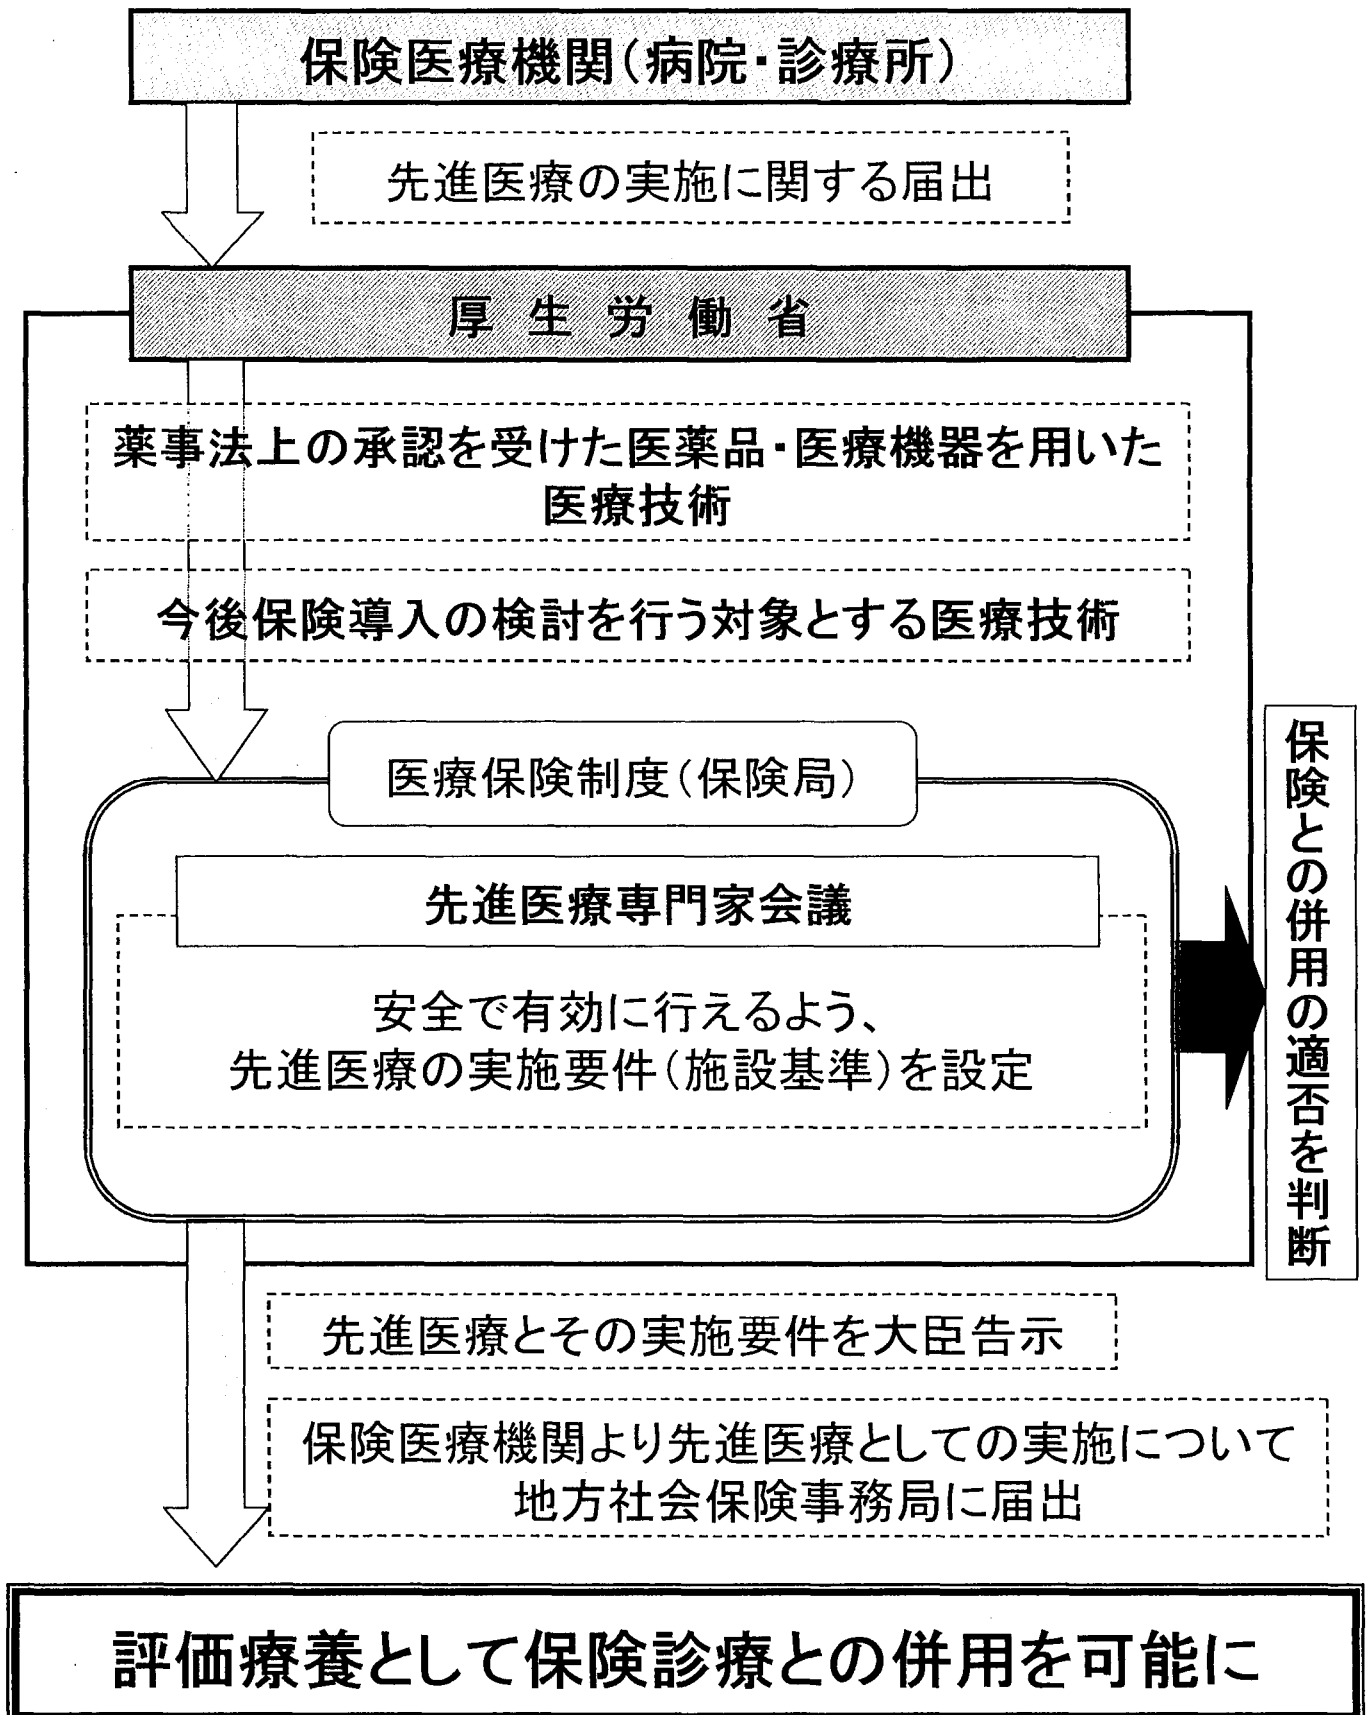 保険医療機関(病院・診療所)
先進医療の実施に関する届出
厚生労働省
薬事法上の承認を受けた医薬品・医療機器を用いた
医療技術
今後保険導入の検討を行う対象とする医療技術
医療保険制度(保険局)
先進医療専門家会議
安全で有効に行えるよう、
先進医療の実施要件(施設基準)を設定
保険との併用の適否を判断
先進医療とその実施要件を大臣告示
保険医療機関より先進医療としての実施について
地方社会保険事務局に届出
評価療養として保険診療との併用を可能に